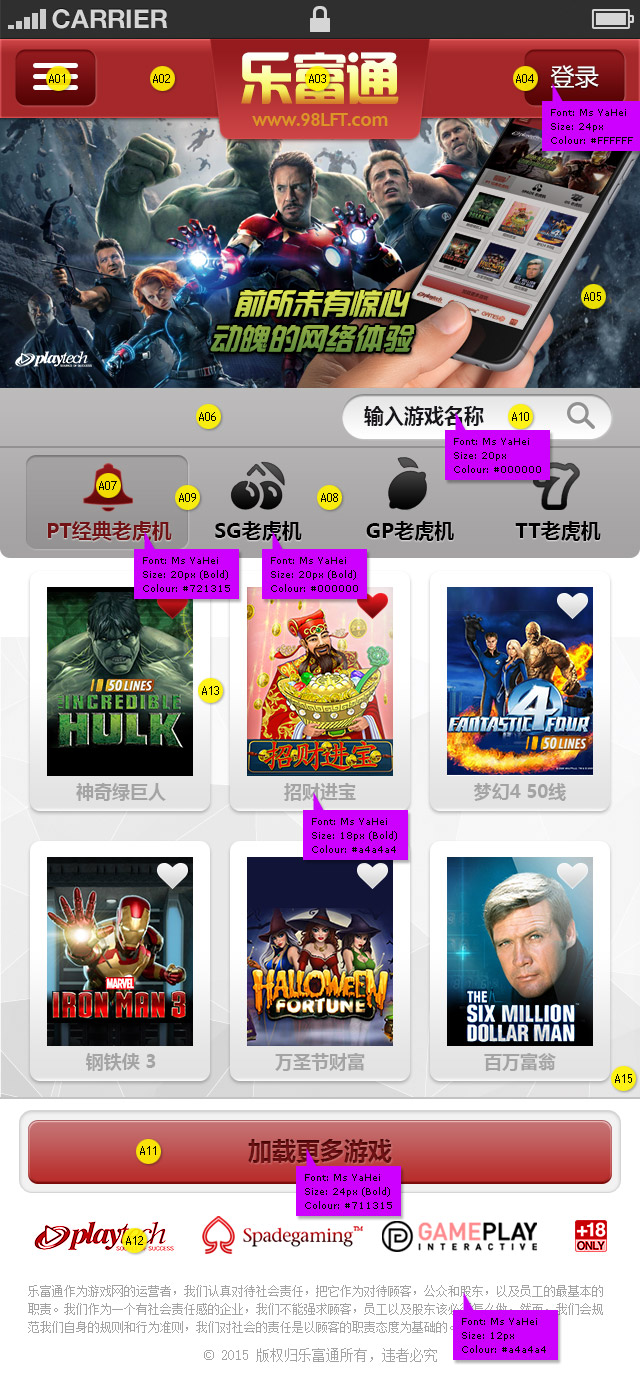 CARRIER
A01
A02
乐富通
A03
www.98LFT.com
A04
登录
Font: Ms YaHei
Size: 24px
Colour: #FFFFFF
A05
前所未有惊心
动魄的网络体验
playtech
A06
输入游戏名称
A10
Font: Ms YaHei
Size: 20px
Colour: #000000
A07
A09
A08
PT经典老虎机
SG老虎机
GP老虎机
TT老虎机
Font: Ms YaHei
Size: 20px (Bold)
Colour: #721315
Font: Ms YaHei
Size: 20px (Bold)
Colour: #000000
50 LINES
THE INCREDIBLE
HULK
A13
招财进宝
FANTASTIC FOUR
4
50 LINES
神奇绿巨人
招财进宝
梦幻4 50线
Font: Ms YaHei
Size: 18px (Bold)
Colour: #a4a4a4
MARVEL
IRON MAN 3
HALLOWEEN
FORTUNE
THE
SIX MILLION
DOLLAR MAN
钢铁侠 3
万圣节财富
百万富翁
A15
A11
加载更多游戏
Font: Ms YaHei
Size: 24px (Bold)
Colour: #711315
playtech
SOURCE OF SUCCESS
A12
Spadegaming™
GAMEPLAY
INTERACTIVE
+18
ONLY
乐富通作为游戏网的运营者，我们认真对待社会责任，把它作为对待顾客，公众和股东，以及员工的最基本的
职责。我们作为一个有社会责任感的企业，我们不能强求顾客，员工以及股东该必须怎么做，然而，我们会规
范我们自身的规则和行为准则，我们对社会的责任是以顾客的职责态度为基础的。
Font: Ms YaHei
Size: 12px
Colour: #a4a4a4
© 2015 版权归乐富通所有，违者必究